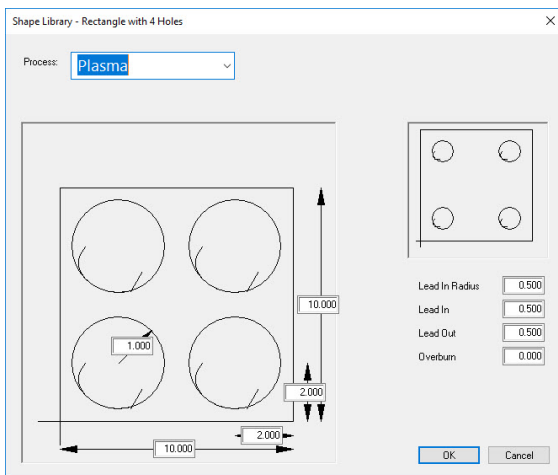 Shape Library - Rectangle with 4 Holes
Process: Plasma
10.000
1.000
2.000
2.000
10.000
Lead In Radius 0.500
Lead In 0.500
Lead Out 0.500
Overburn 0.000
OK Cancel